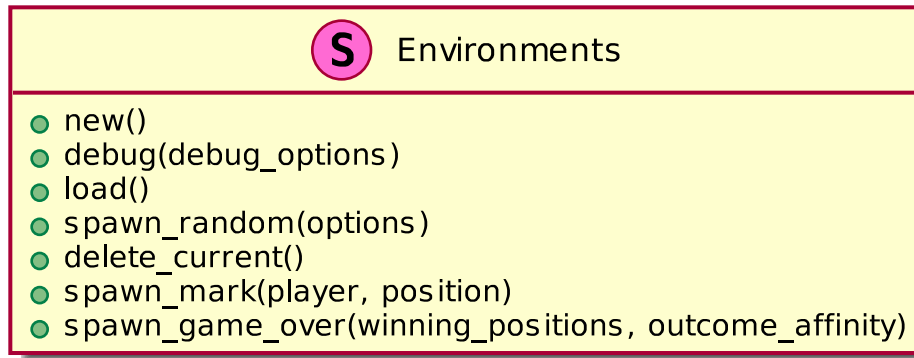 S Environments
new()
debug(debug_options)
load()
spawn_random(options)
delete_current()
spawn_mark(player, position)
spawn_game_over(winning_positions, outcome_affinity)